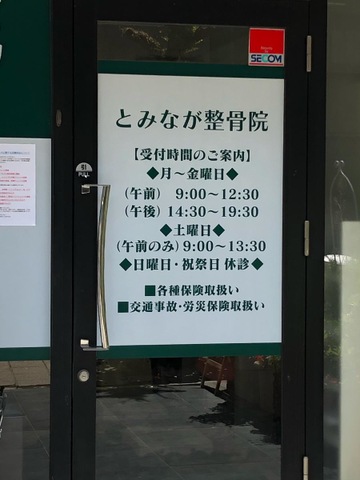 SECOM
とみなが整骨院
【受付時間のご案内】
◆月～金曜日◆
(午前) 9:00～12:30
(午後) 14:30～19:30
◆土曜日◆
(午前のみ) 9:00～13:30
◆日曜日・祝祭日 休診◆
■各種保険取扱い
■交通事故・労災保険取扱い
引
PULL